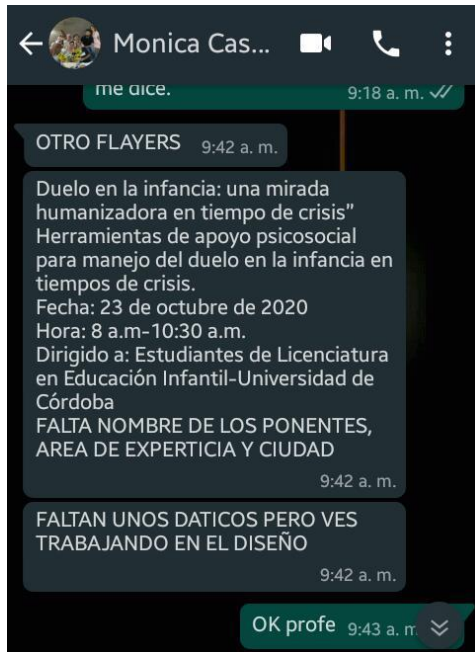 Monica Cas...
me dice.
9:18 a. m.
OTRO FLAYERS 9:42 a. m.
Duelo en la infancia: una mirada
humanizadora en tiempo de crisis"
Herramientas de apoyo psicosocial
para manejo del duelo en la infancia en
tiempos de crisis.
Fecha: 23 de octubre de 2020
Hora: 8 a.m-10:30 a.m.
Dirigido a: Estudiantes de Licenciatura
en Educación Infantil-Universidad de
Córdoba
FALTA NOMBRE DE LOS PONENTES,
AREA DE EXPERTICIA Y CIUDAD
9:42 a. m.
FALTAN UNOS DATICOS PERO VES
TRABAJANDO EN EL DISEÑO
9:42 a. m.
OK profe 9:43 a. m